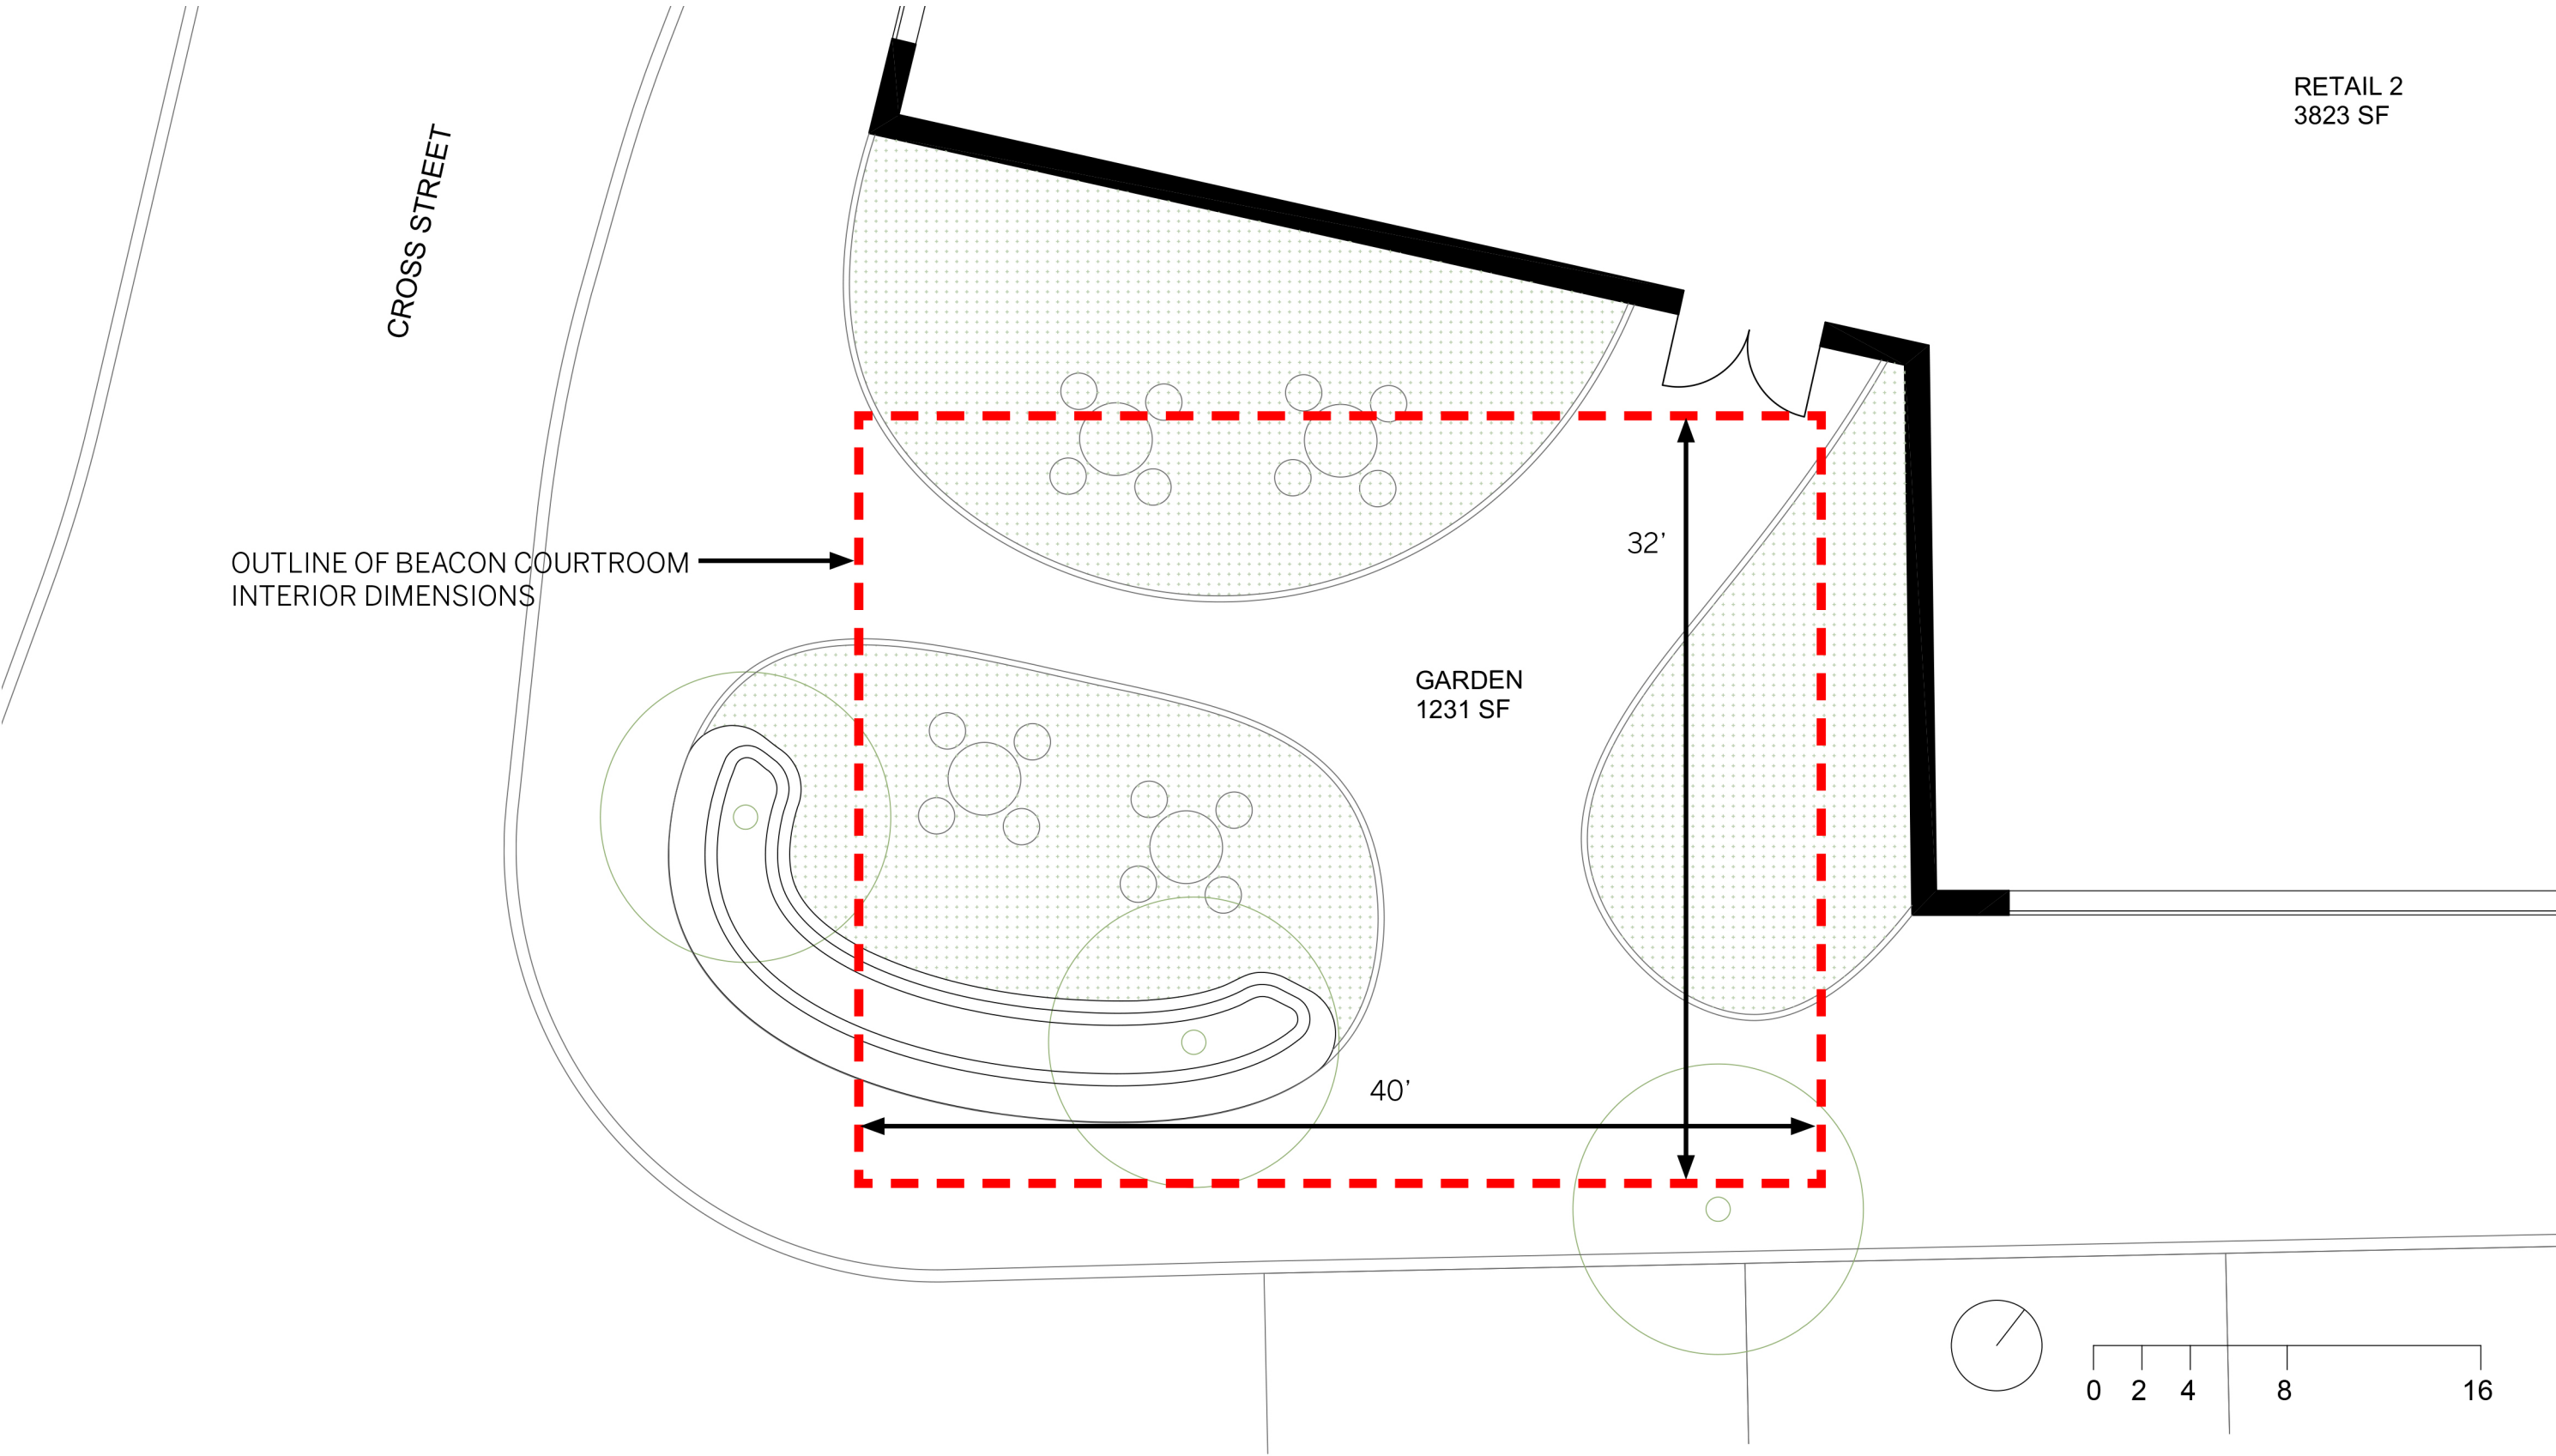 RETAIL 2
3823 SF
CROSS STREET
32’
OUTLINE OF BEACON COURTROOM
INTERIOR DIMENSIONS
GARDEN
1231 SF
40’
0 2 4 8 16